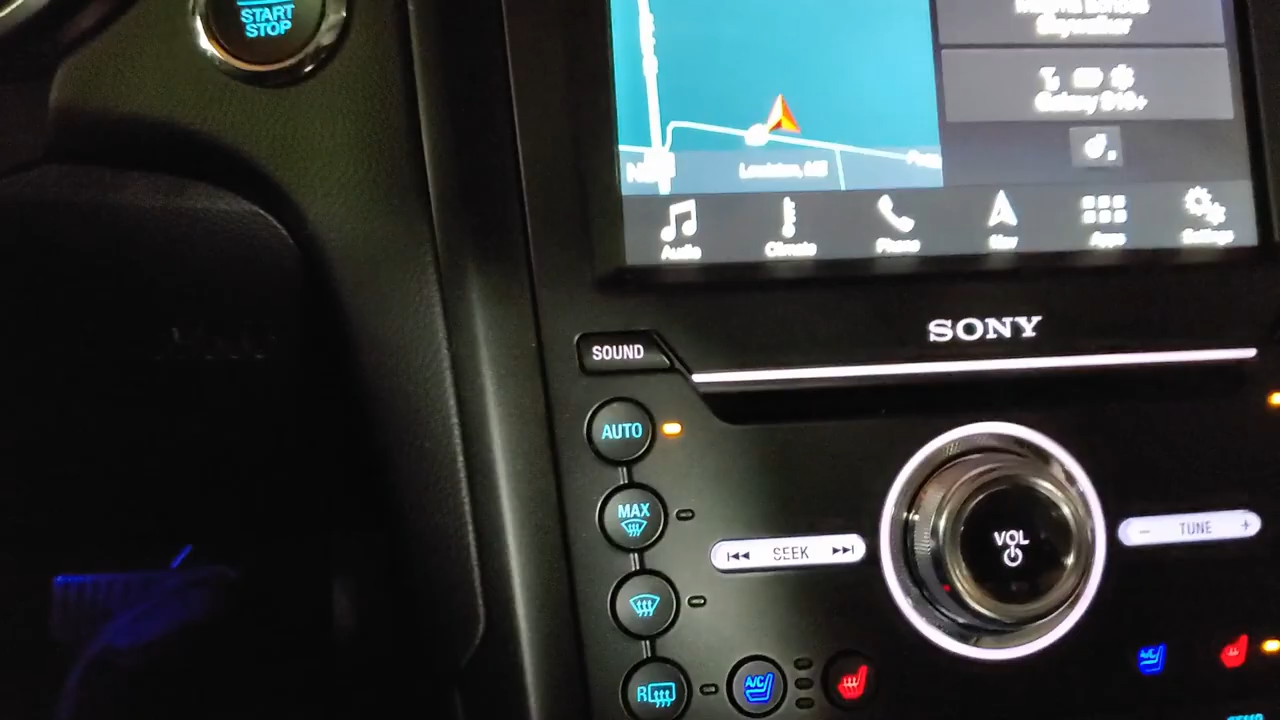 START
STOP
Galaxy S10+
Audio
Climate
Phone
Nav
Apps
Settings
SONY
SOUND
AUTO
MAX
SEEK
VOL
- TUNE +
R
A/C
A/C